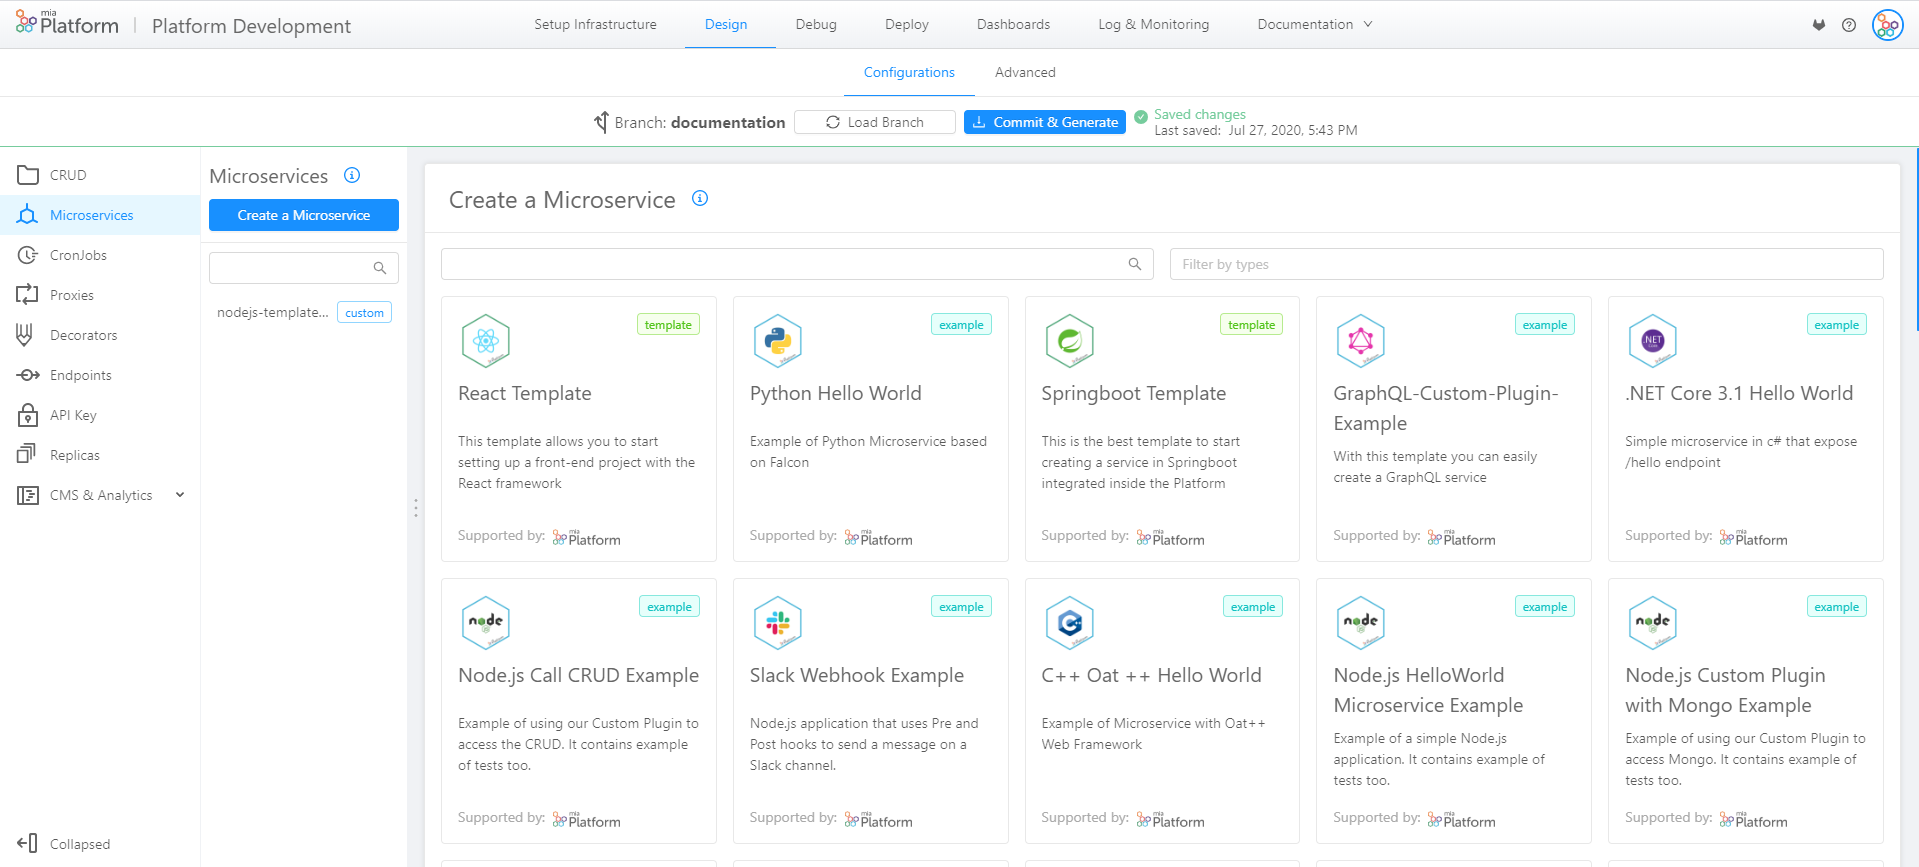 mia Platform | Platform Development
Setup Infrastructure
Design
Debug
Deploy
Dashboards
Log & Monitoring
Documentation
Configurations
Advanced
Branch: documentation
Load Branch
Commit & Generate
Saved changes
Last saved: Jul 27, 2020, 5:43 PM
CRUD
Microservices
CronJobs
Proxies
Decorators
Endpoints
API Key
Replicas
CMS & Analytics
Collapsed
Microservices
Create a Microservice
nodejs-template... custom
Create a Microservice
Filter by types
template
React Template
This template allows you to start
setting up a front-end project with the
React framework
Supported by: mia Platform
example
Python Hello World
Example of Python Microservice based
on Falcon
Supported by: mia Platform
template
Springboot Template
This is the best template to start
creating a service in Springboot
integrated inside the Platform
Supported by: mia Platform
example
GraphQL-Custom-Plugin-
Example
With this template you can easily
create a GraphQL service
Supported by: mia Platform
.NET
CORE
example
.NET Core 3.1 Hello World
Simple microservice in c# that expose
/hello endpoint
Supported by: mia Platform
node
example
Node.js Call CRUD Example
Example of using our Custom Plugin to
access the CRUD. It contains example
of tests too.
Supported by: mia Platform
example
Slack Webhook Example
Node.js application that uses Pre and
Post hooks to send a message on a
Slack channel.
Supported by: mia Platform
C++
example
C++ Oat ++ Hello World
Example of Microservice with Oat++
Web Framework
Supported by: mia Platform
node
example
Node.js HelloWorld
Microservice Example
Example of a simple Node.js
application. It contains example of
tests too.
Supported by: mia Platform
node
example
Node.js Custom Plugin
with Mongo Example
Example of using our Custom Plugin to
access Mongo. It contains example of
tests too.
Supported by: mia Platform